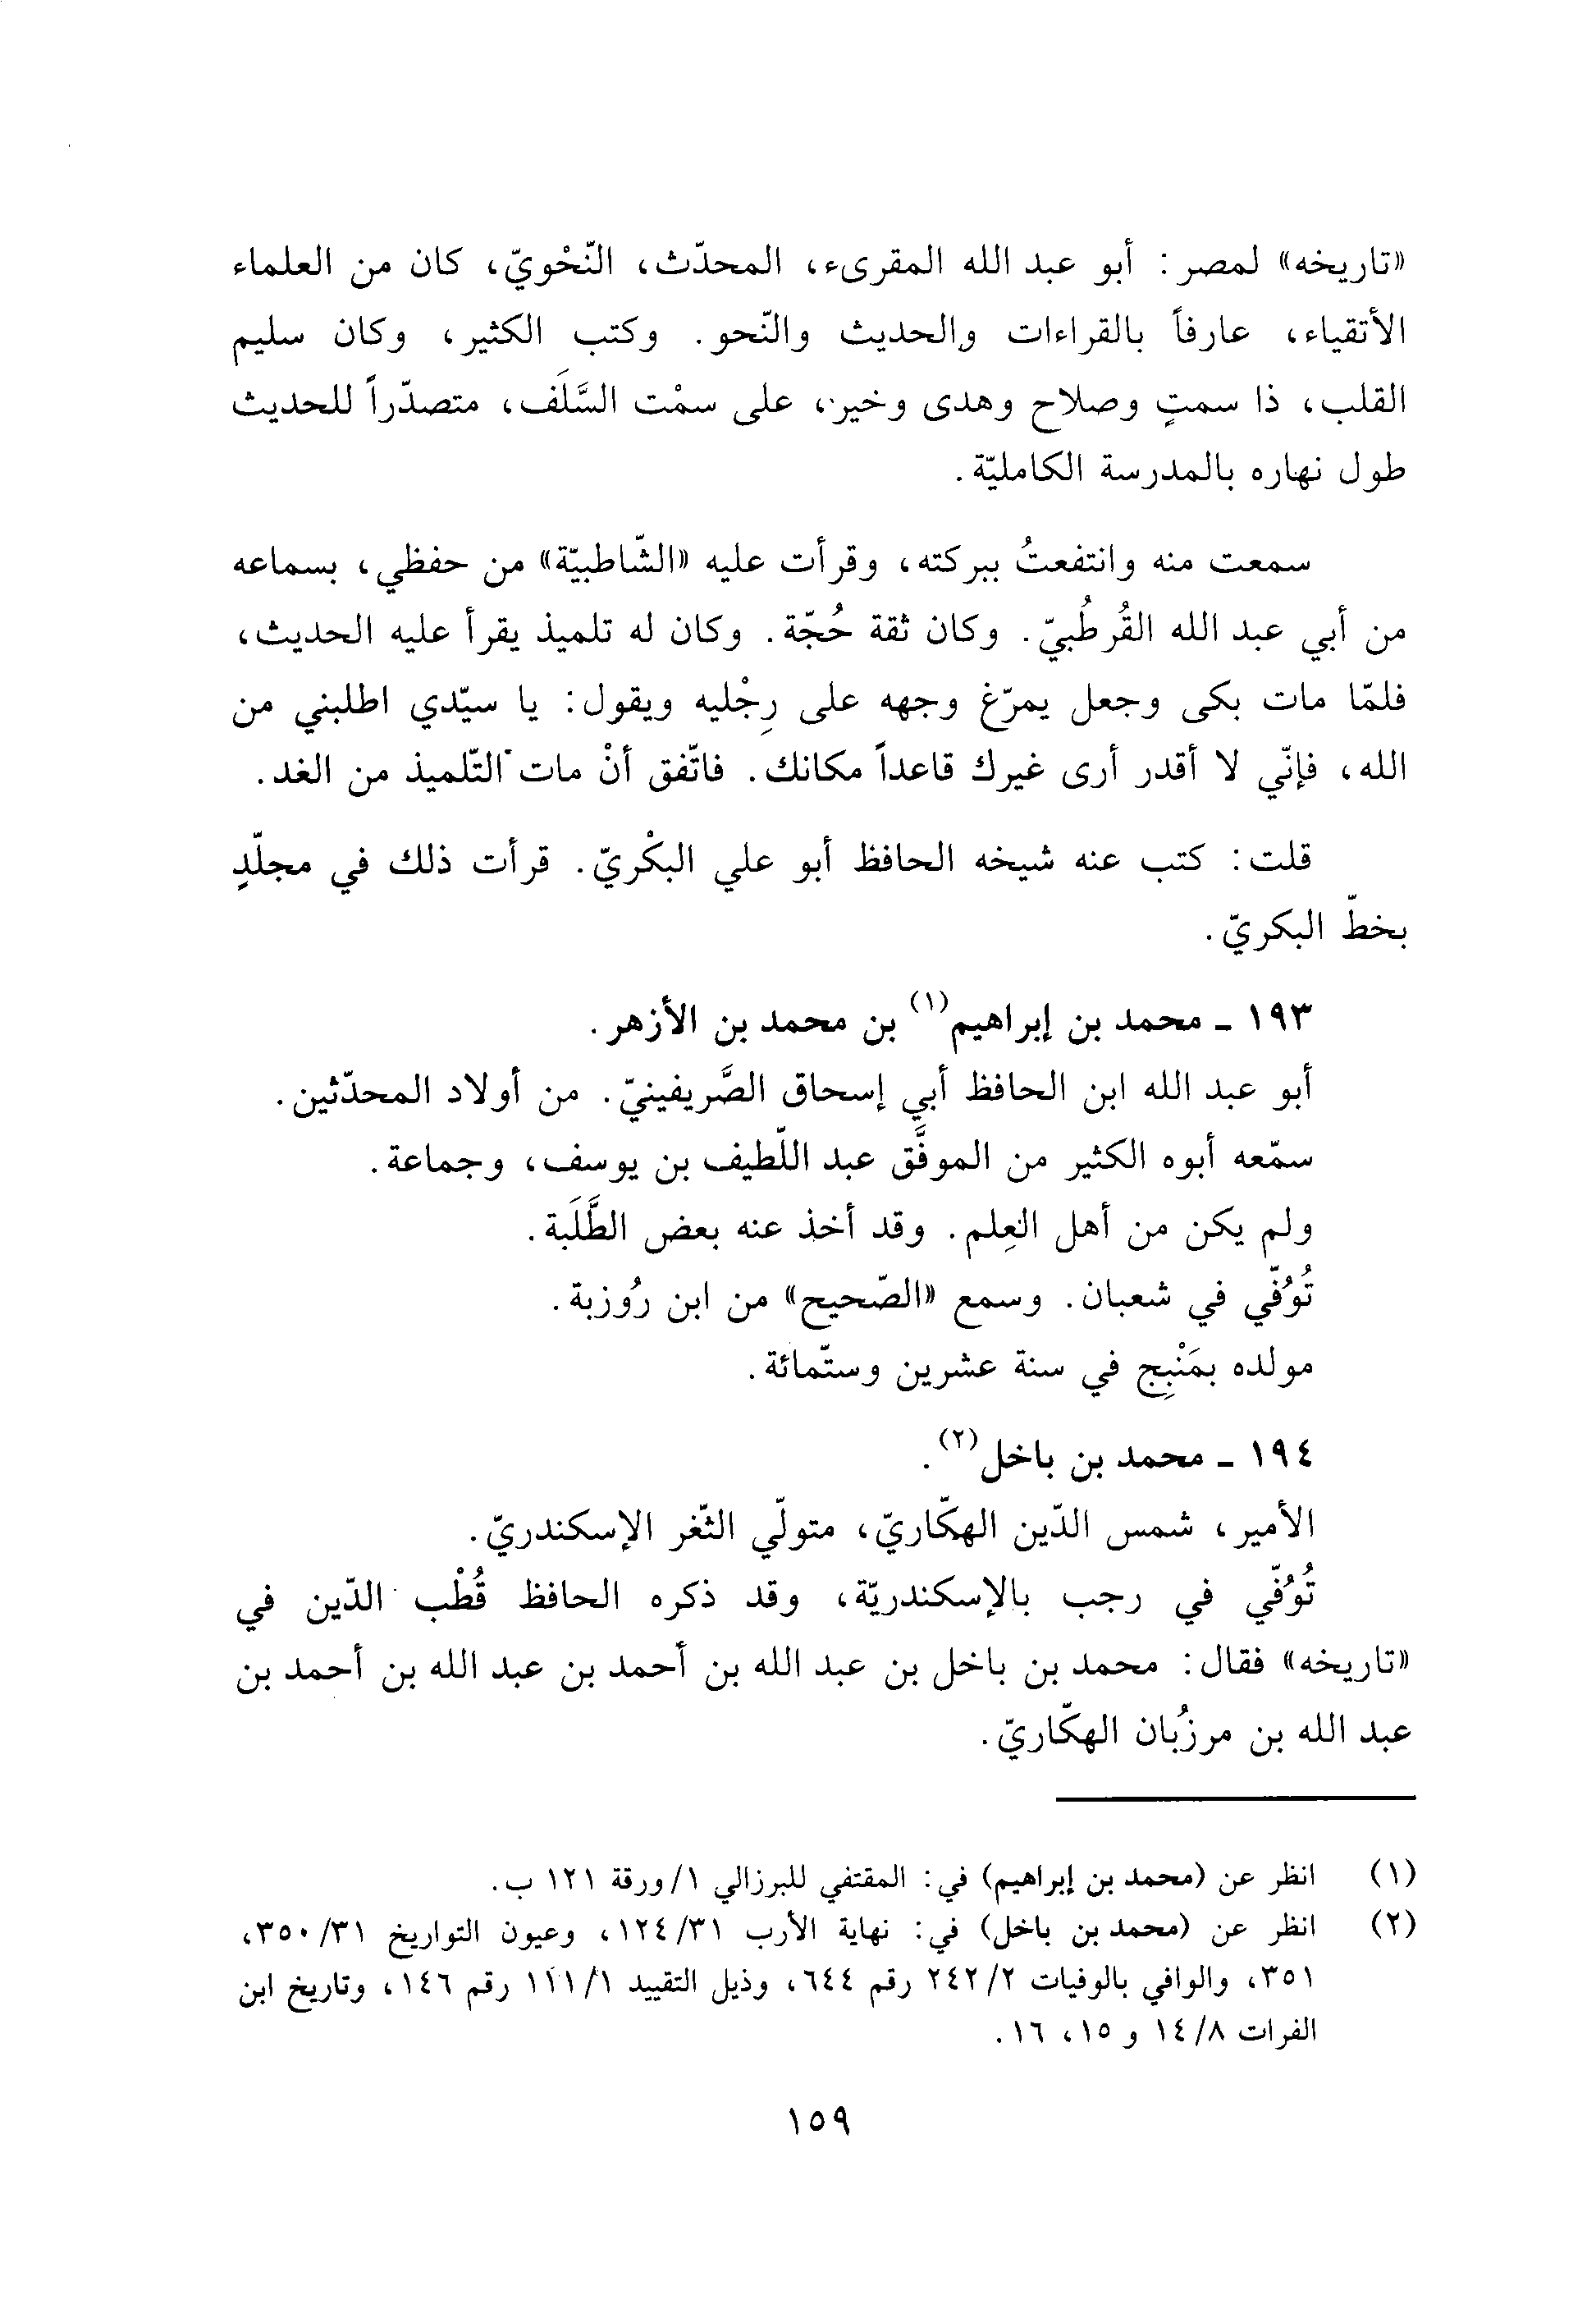 «تاريخه» لمصر: أبو عبد الله المقرىء، المحدّث، النّحْويّ، كان من العلماء
الأتقياء، عارفاً بالقراءات والحديث والنّحو. وكتب الكثير، وكان سليم
القلب، ذا سمتٍ وصلاح وهدى وخير، على سمْت السَّلَف، متصدّراً للحديث
طول نهاره بالمدرسة الكامليّة.
سمعت منه وانتفعتُ ببركته، وقرأت عليه «الشّاطبيّة» من حفظي، بسماعه
من أبي عبد الله القُرطُبيّ. وكان ثقة حُجّة. وكان له تلميذ يقرأ عليه الحديث،
فلمّا مات بكى وجعل يمرّغ وجهه على رِجْليه ويقول: يا سيّدي اطلبني من
الله، فإنّي لا أقدر أرى غيرك قاعداً مكانك. فاتّفق أنْ مات التّلميذ من الغد.
قلت: كتب عنه شيخه الحافظ أبو علي البكْريّ. قرأت ذلك في مجلّدٍ
بخطّ البكريّ.
١٩٣ - محمد بن إبراهيم(١) بن محمد بن الأزهر.
أبو عبد الله ابن الحافظ أبي إسحاق الصَّريفينيّ. من أولاد المحدّثين.
سمّعه أبوه الكثير من الموفَّق عبد اللّطيف بن يوسف، وجماعة.
ولم يكن من أهل العِلم. وقد أخذ عنه بعض الطَّلَبة.
تُوُفّي في شعبان. وسمع «الصّحيح» من ابن رُوزبة.
مولده بمَنْبِج في سنة عشرين وستّمائة.
١٩٤ - محمد بن باخل(٢).
الأمير، شمس الدّين الهكّاريّ، متولّي الثّغر الإسكندريّ.
تُوُفّي في رجب بالإسكندريّة، وقد ذكره الحافظ قُطْب الدّين في
«تاريخه» فقال: محمد بن باخل بن عبد الله بن أحمد بن عبد الله بن أحمد بن
عبد الله بن مرزُبان الهكّاريّ.
(١) انظر عن (محمد بن إبراهيم) في: المقتفي للبرزالي ١/ورقة ١٢١ ب.
(٢) انظر عن (محمد بن باخل) في: نهاية الأرب ١٢٤/٣١، وعيون التواريخ ٣٥٠/٣١،
٣٥١، والوافي بالوفيات ٢٤٢/٢ رقم ٦٤٤، وذيل التقييد ١١١/١ رقم ١٤٦، وتاريخ ابن
الفرات ١٤/٨ و ١٥، ١٦.
١٥٩